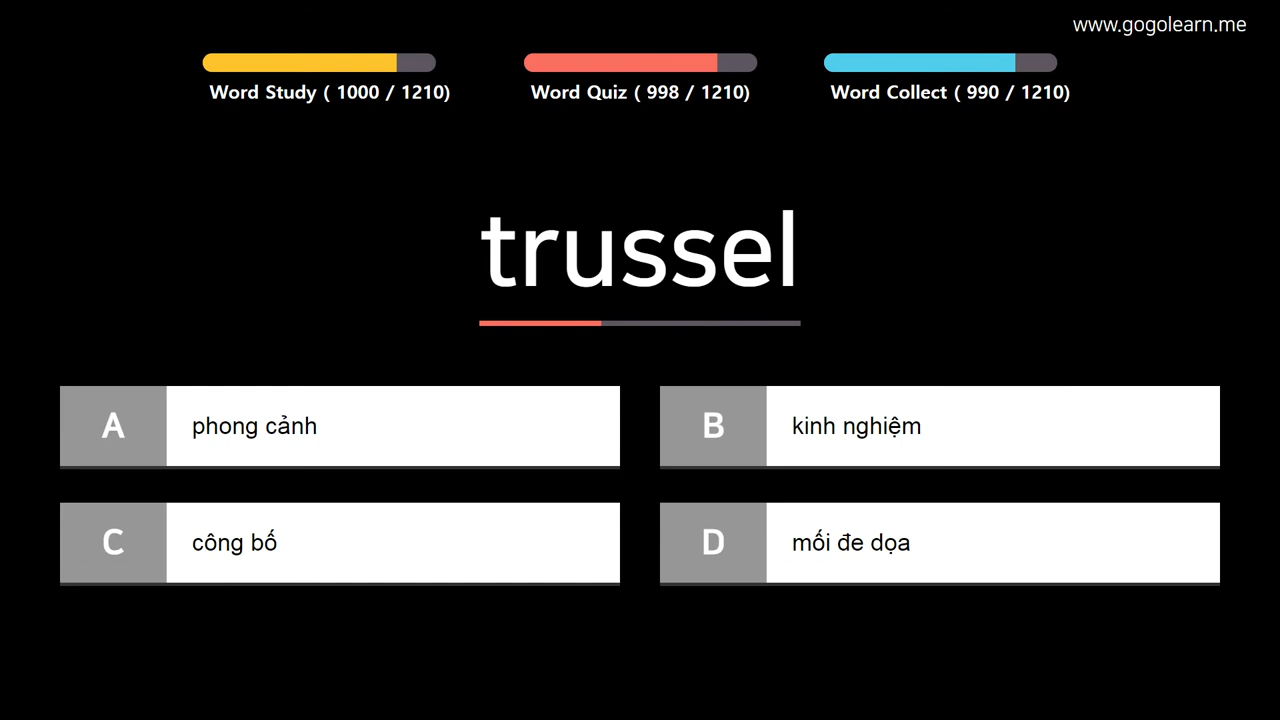 www.gogolearn.me
Word Study ( 1000 / 1210)
Word Quiz ( 998 / 1210)
Word Collect ( 990 / 1210)
trussel
A phong cảnh
B kinh nghiệm
C công bố
D mối đe dọa